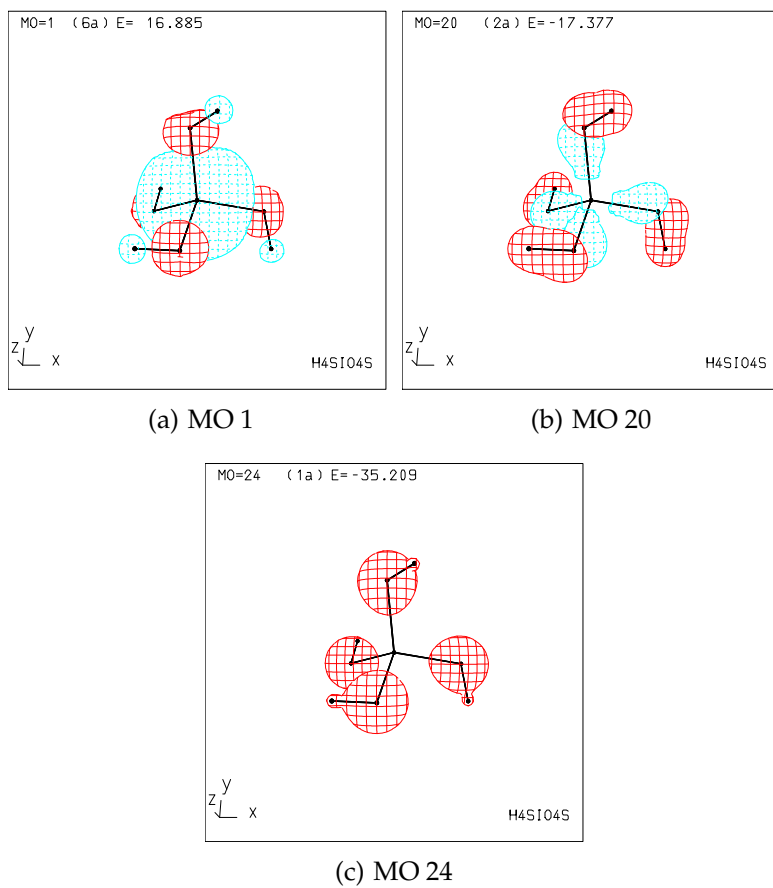 MO=1 (6a) E= 16.885
y
z x
H4SIO4S
(a) MO 1
MO=20 (2a) E=-17.377
y
z x
H4SIO4S
(b) MO 20
MO=24 (1a) E=-35.209
y
z x
H4SIO4S
(c) MO 24